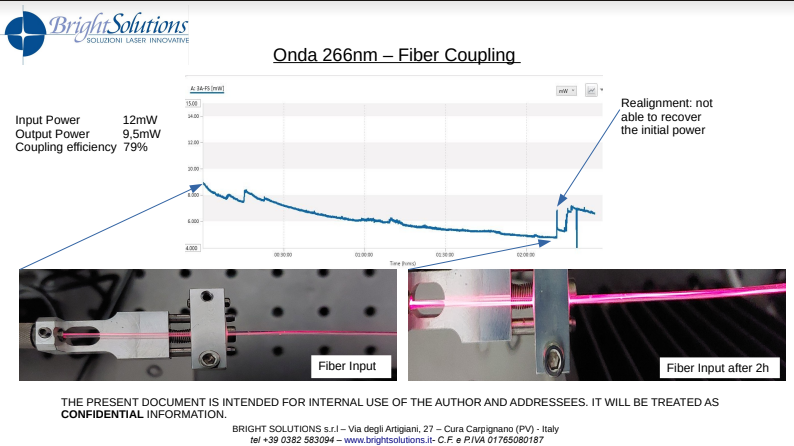 BrightSolutions
SOLUZIONI LASER INNOVATIVE
Onda 266nm – Fiber Coupling
A: 3A-FS [mW]
mW
Input Power 12mW
Output Power 9,5mW
Coupling efficiency 79%
Realignment: not
able to recover
the initial power
15.00
14.00
12.00
10.00
8.000
6.000
4.000
00:30:00
01:00:00
01:30:00
02:00:00
Time (h:m:s)
Fiber Input
Fiber Input after 2h
THE PRESENT DOCUMENT IS INTENDED FOR INTERNAL USE OF THE AUTHOR AND ADDRESSEES. IT WILL BE TREATED AS
CONFIDENTIAL INFORMATION.
BRIGHT SOLUTIONS s.r.l – Via degli Artigiani, 27 – Cura Carpignano (PV) - Italy
tel +39 0382 583094 – www.brightsolutions.it- C.F. e P.IVA 01765080187